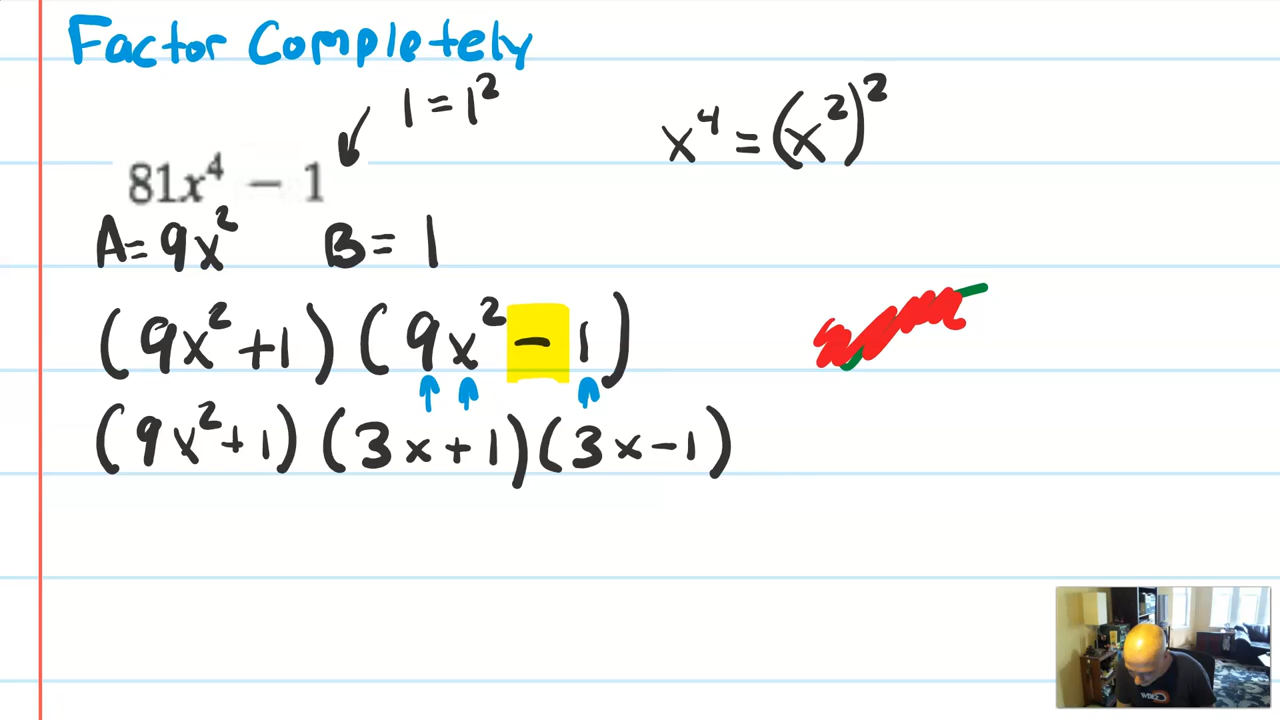 Factor Completely
1 = 1²
x⁴ = (x²)²
81x⁴ − 1
A = 9x² B = 1
(9x² + 1) (9x² − 1)
(9x² + 1) (3x + 1) (3x − 1)